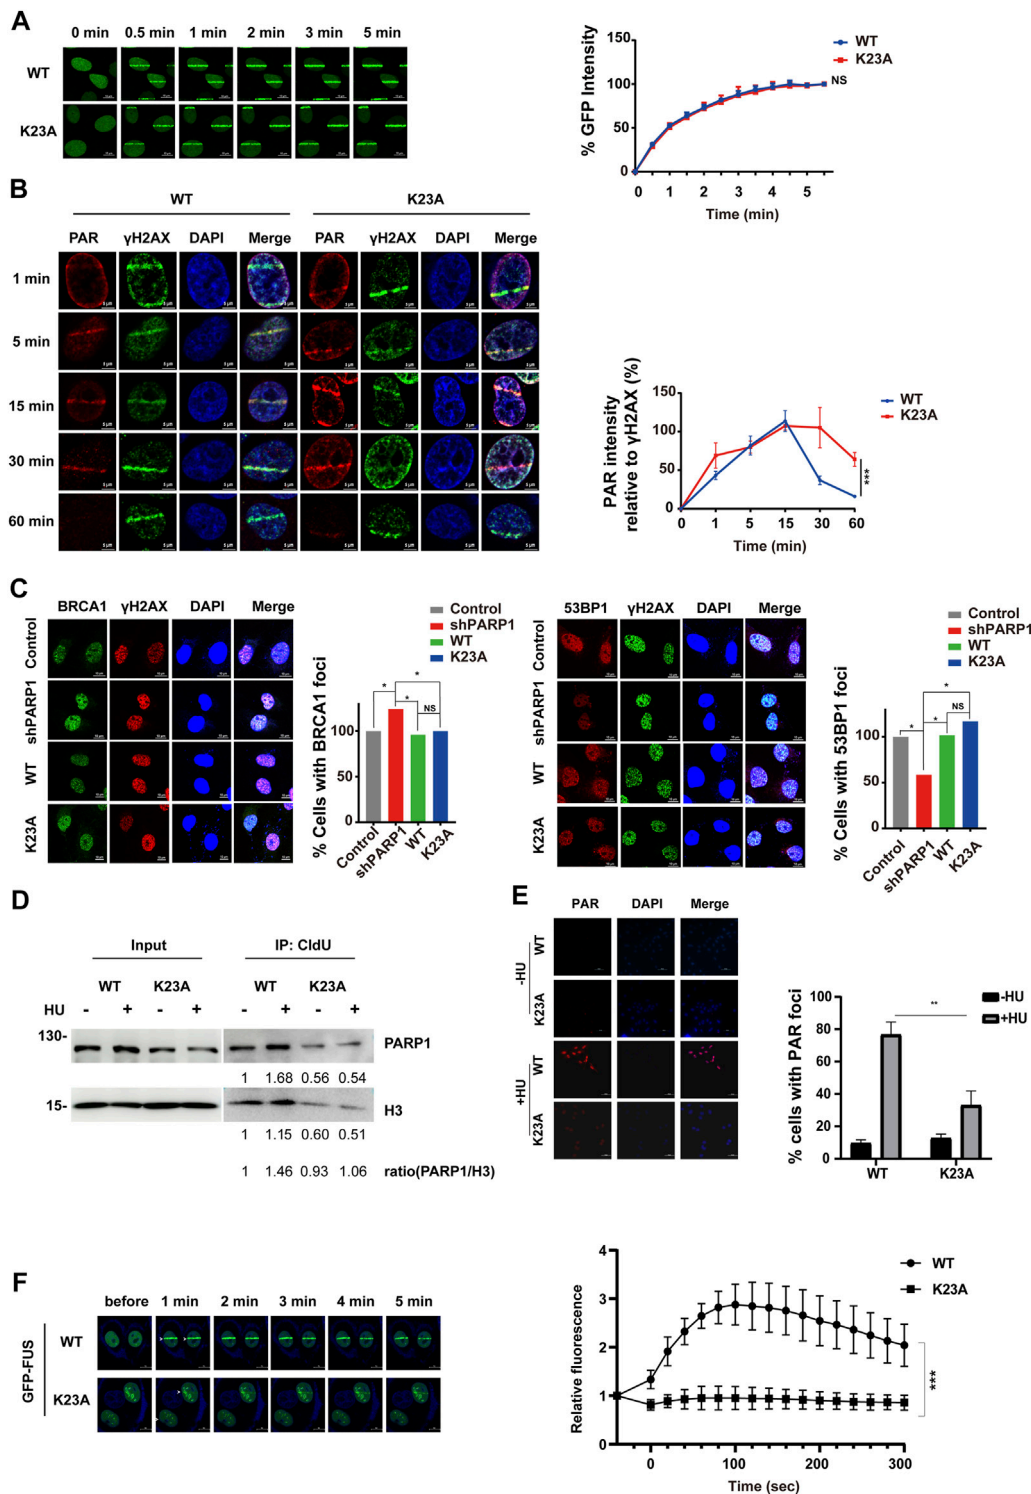 A
0 min 0.5 min 1 min 2 min 3 min 5 min
WT
K23A
% GFP Intensity
150
100
50
0
0 1 2 3 4 5
Time (min)
WT
K23A
NS
B
WT K23A
PAR γH2AX DAPI Merge PAR γH2AX DAPI Merge
1 min
5 min
15 min
30 min
60 min
PAR intensity
relative to γH2AX (%)
150
100
50
0
0 1 5 15 30 60
Time (min)
WT
K23A
***
C
BRCA1 γH2AX DAPI Merge
Control
shPARP1
WT
K23A
Control
shPARP1
WT
K23A
% Cells with BRCA1 foci
100
50
0
* * * NS
Control shPARP1 WT K23A
53BP1 γH2AX DAPI Merge
Control
shPARP1
WT
K23A
Control
shPARP1
WT
K23A
% Cells with 53BP1 foci
100
50
0
* * * NS
Control shPARP1 WT K23A
D
Input IP: CldU
WT K23A WT K23A
HU - + - + - + - +
130- PARP1
1 1.68 0.56 0.54
15- H3
1 1.15 0.60 0.51
1 1.46 0.93 1.06 ratio(PARP1/H3)
E
PAR DAPI Merge
-HU
WT
K23A
+HU
WT
K23A
% cells with PAR foci
100
80
60
40
20
0
WT K23A
**
-HU
+HU
F
before 1 min 2 min 3 min 4 min 5 min
GFP-FUS
WT
K23A
Relative fluorescence
4
3
2
1
0
0 100 200 300
Time (sec)
WT
K23A
***